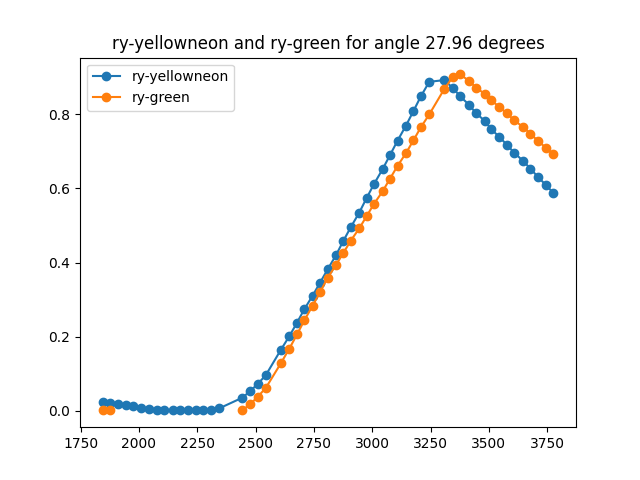 ry-yellowneon and ry-green for angle 27.96 degrees
ry-yellowneon
ry-green
0.8
0.6
0.4
0.2
0.0
1750 2000 2250 2500 2750 3000 3250 3500 3750